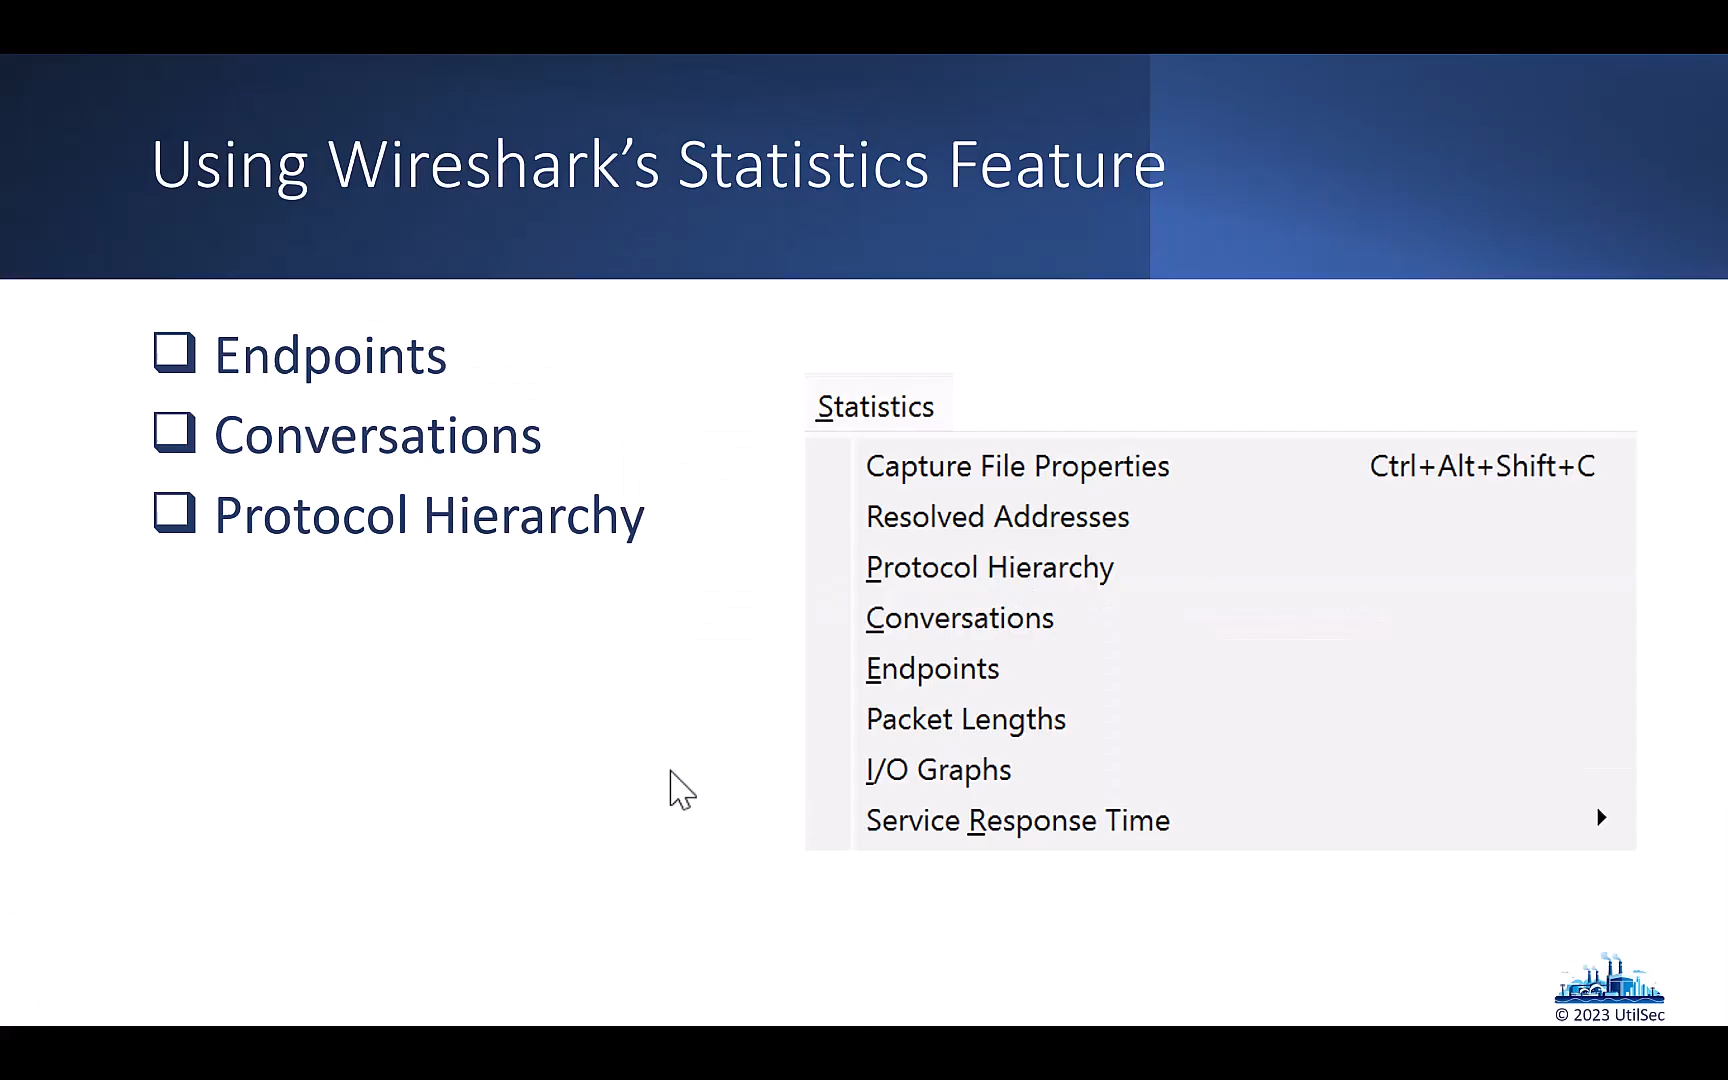 Using Wireshark’s Statistics Feature
❑ Endpoints
❑ Conversations
❑ Protocol Hierarchy
Statistics
Capture File Properties Ctrl+Alt+Shift+C
Resolved Addresses
Protocol Hierarchy
Conversations
Endpoints
Packet Lengths
I/O Graphs
Service Response Time
© 2023 UtilSec